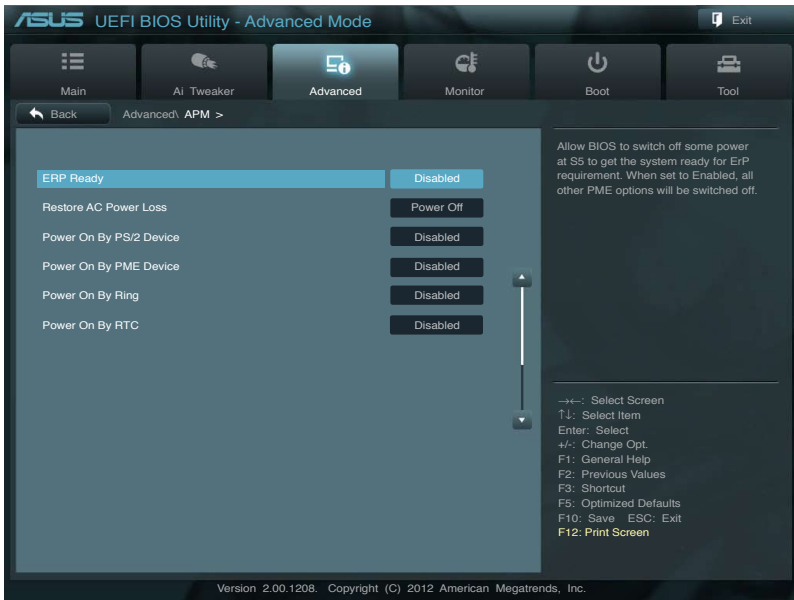 ASUS UEFI BIOS Utility - Advanced Mode
Exit
Main
Ai Tweaker
Advanced
Monitor
Boot
Tool
Back
Advanced\ APM >
ERP Ready Disabled
Restore AC Power Loss Power Off
Power On By PS/2 Device Disabled
Power On By PME Device Disabled
Power On By Ring Disabled
Power On By RTC Disabled
Allow BIOS to switch off some power
at S5 to get the system ready for ErP
requirement. When set to Enabled, all
other PME options will be switched off.
→←: Select Screen
↑↓: Select Item
Enter: Select
+/-: Change Opt.
F1: General Help
F2: Previous Values
F3: Shortcut
F5: Optimized Defaults
F10: Save ESC: Exit
F12: Print Screen
Version 2.00.1208. Copyright (C) 2012 American Megatrends, Inc.